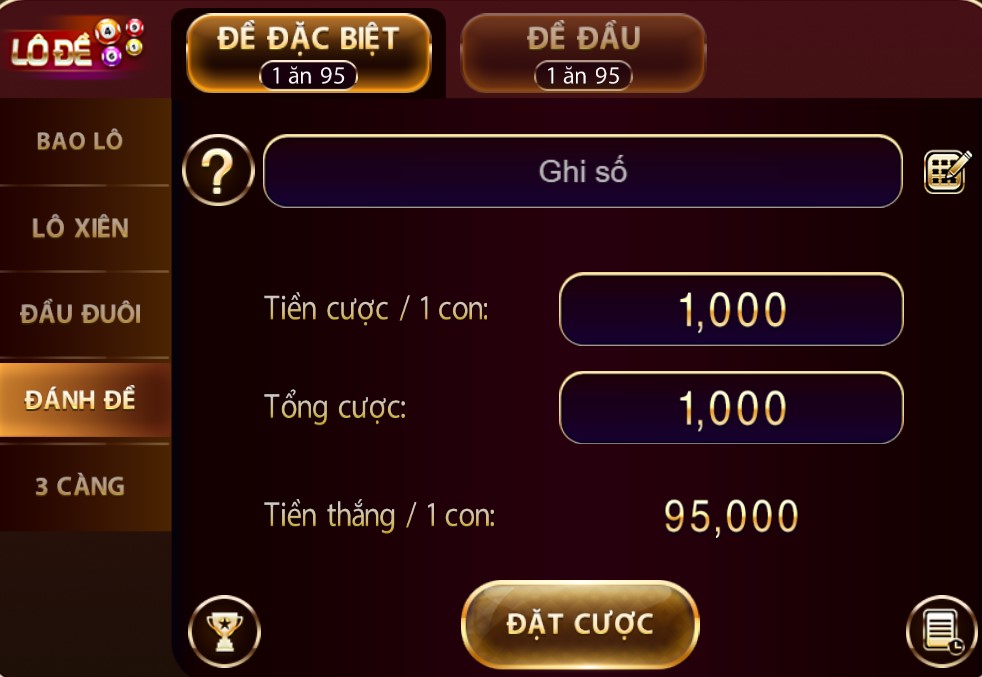 LÔ ĐỀ
ĐỀ ĐẶC BIỆT
1 ăn 95
ĐỀ ĐẦU
1 ăn 95
BAO LÔ
LÔ XIÊN
ĐẦU ĐUÔI
ĐÁNH ĐỀ
3 CÀNG
?
Ghi số
Tiền cược / 1 con:
1,000
Tổng cược:
1,000
Tiền thắng / 1 con:
95,000
ĐẶT CƯỢC